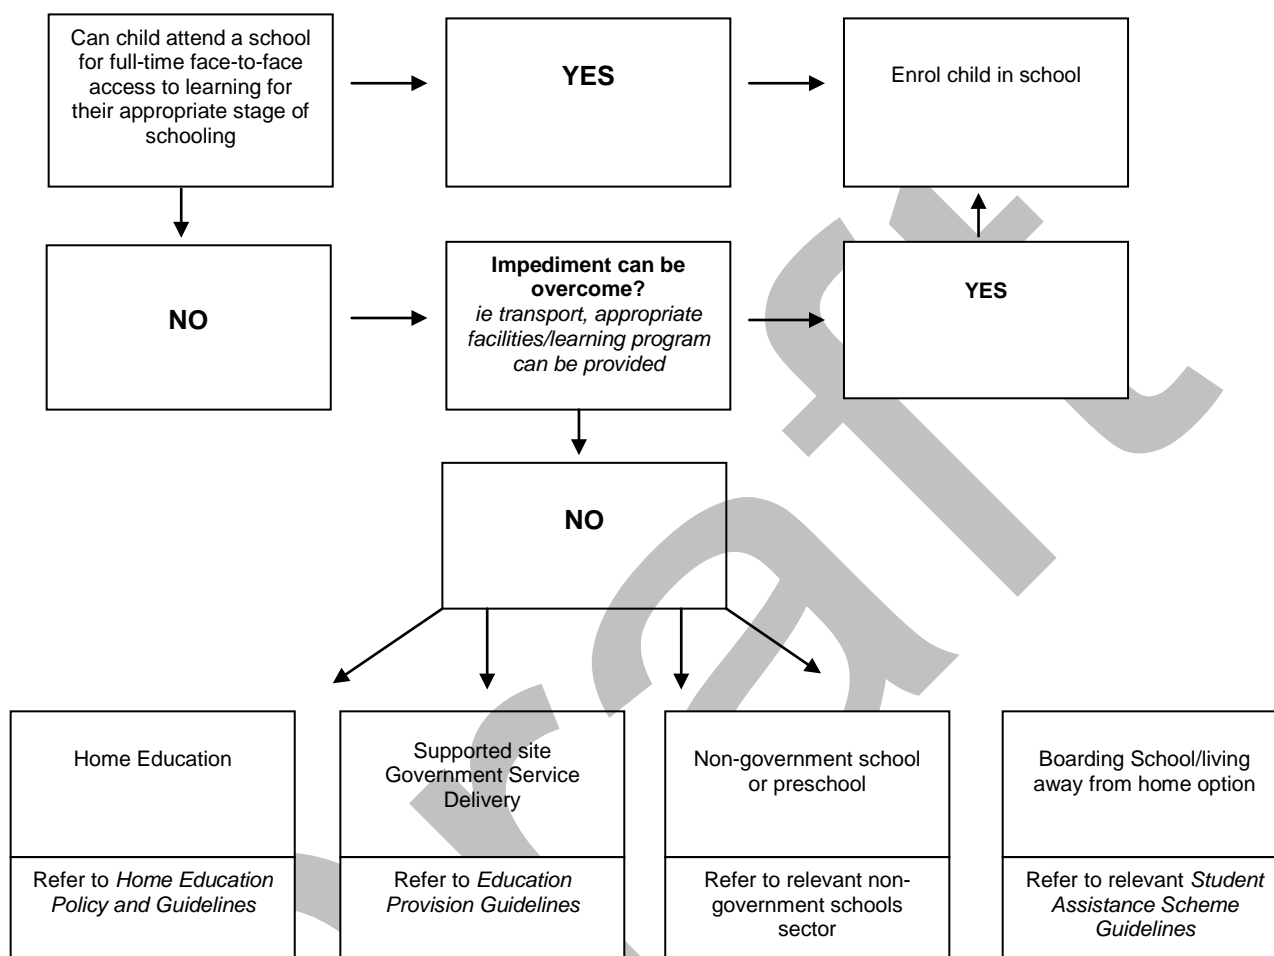 Can child attend a school
for full-time face-to-face
access to learning for
their appropriate stage of
schooling
YES
Enrol child in school
NO
Impediment can be
overcome?
ie transport, appropriate
facilities/learning program
can be provided
YES
NO
Home Education
Supported site
Government Service
Delivery
Non-government school
or preschool
Boarding School/living
away from home option
Refer to Home Education
Policy and Guidelines
Refer to Education
Provision Guidelines
Refer to relevant non-
government schools
sector
Refer to relevant Student
Assistance Scheme
Guidelines